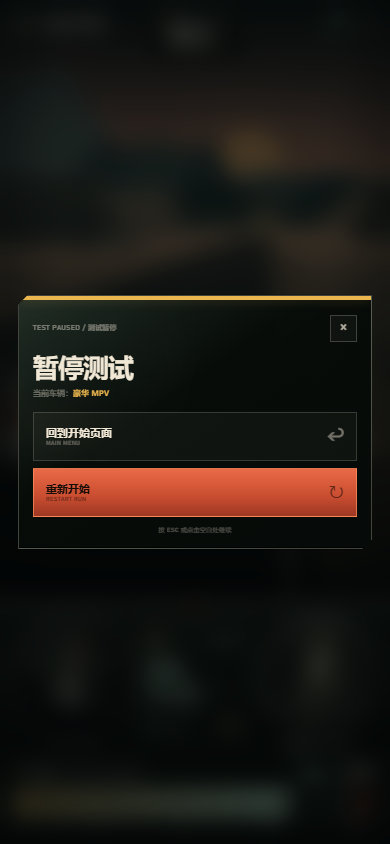 TEST PAUSED / 测试暂停
×
暂停测试
当前车辆：豪华 MPV
回到开始页面
MAIN MENU
重新开始
RESTART RUN
按 ESC 或点击空白处继续